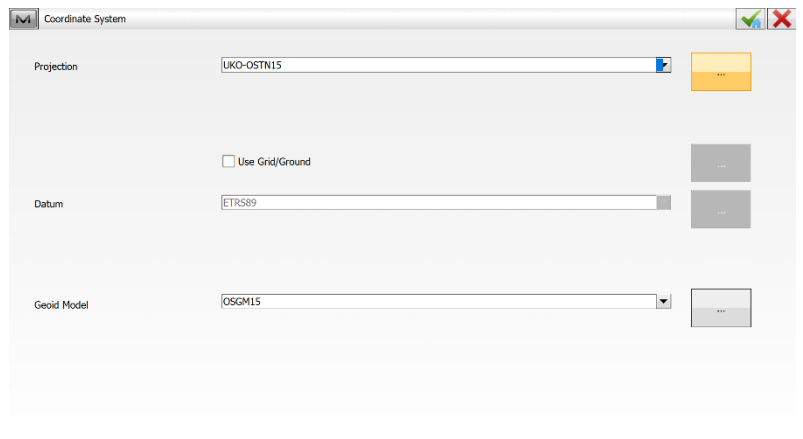 Coordinate System
Projection
UKO-OSTN15
...
Use Grid/Ground
...
Datum
ETRS89
...
Geoid Model
OSGM15
...